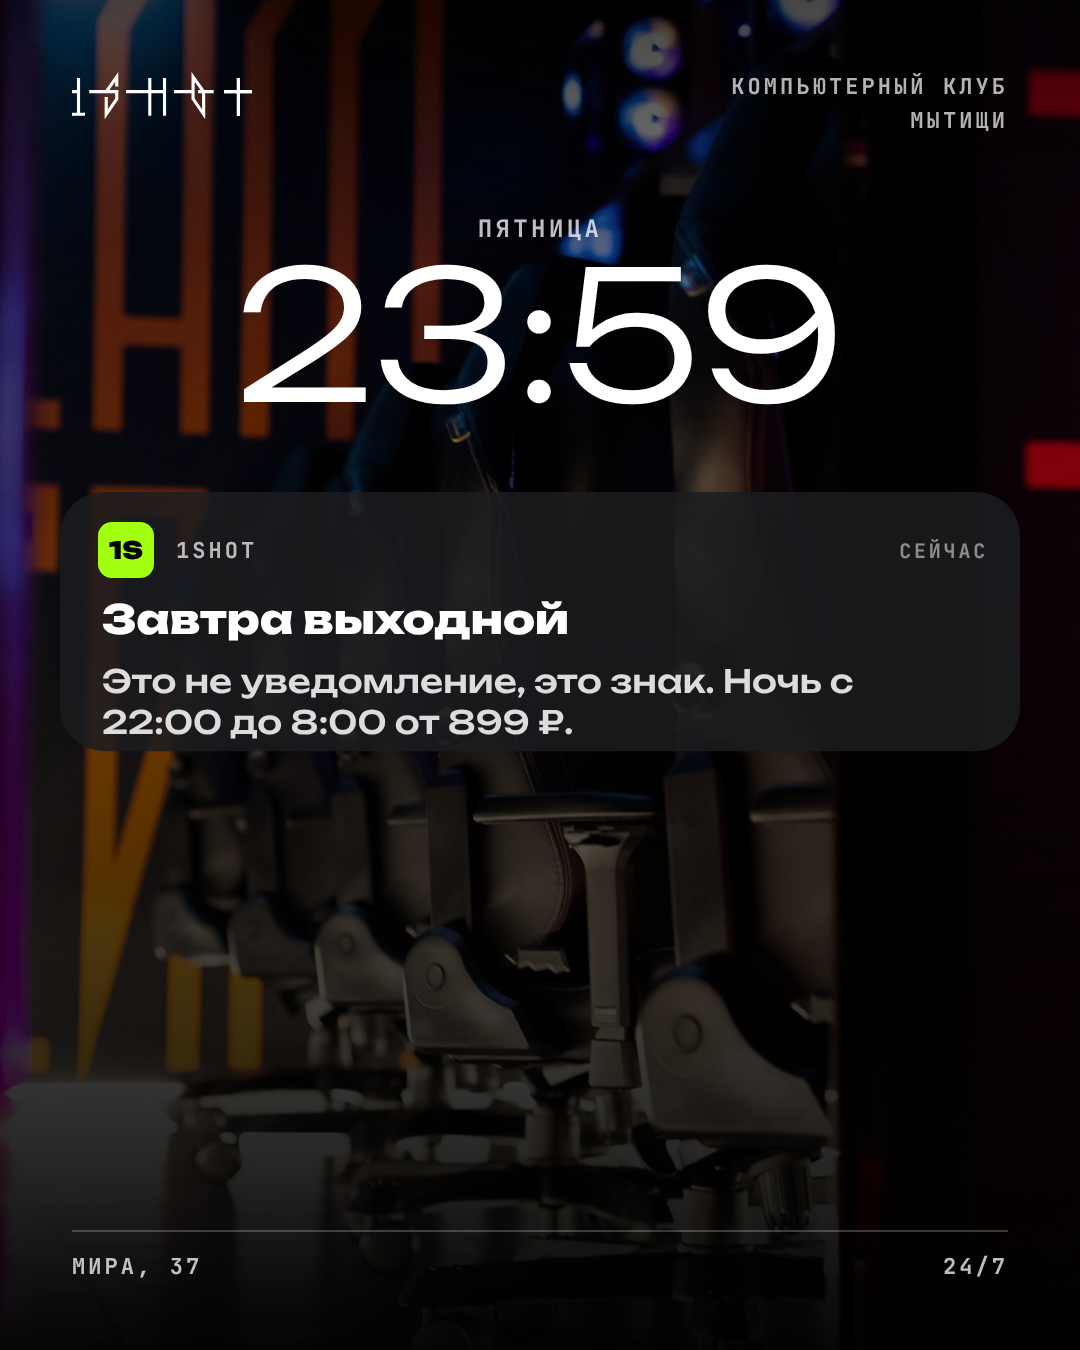 1SHOT
КОМПЬЮТЕРНЫЙ КЛУБ
МЫТИЩИ
ПЯТНИЦА
23:59
1S 1SHOT СЕЙЧАС
Завтра выходной
Это не уведомление, это знак. Ночь с
22:00 до 8:00 от 899 ₽.
МИРА, 37 24/7